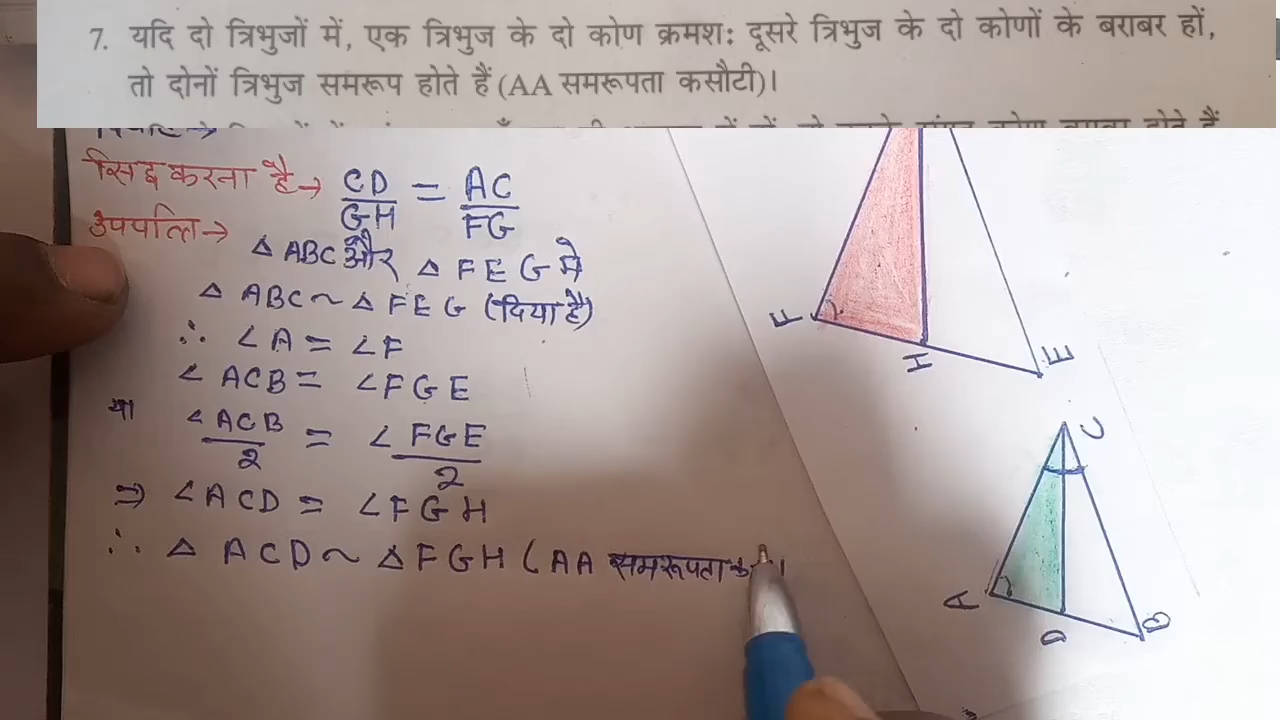 7. यदि दो त्रिभुजों में, एक त्रिभुज के दो कोण क्रमशः दूसरे त्रिभुज के दो कोणों के बराबर हों,
तो दोनों त्रिभुज समरूप होते हैं (AA समरूपता कसौटी)।
सिद्ध करना है→ CD/GH = AC/FG
उपपत्ति→
△ ABC और △ FEG मे
△ ABC ~ △ FEG (दिया है)
∴ ∠A = ∠F
∠ACB = ∠FGE
या ∠ACB/2 = ∠FGE/2
⇒ ∠ACD = ∠FGH
∴ △ ACD ~ △ FGH (AA समरूपता
F
H
E
C
A
D
B